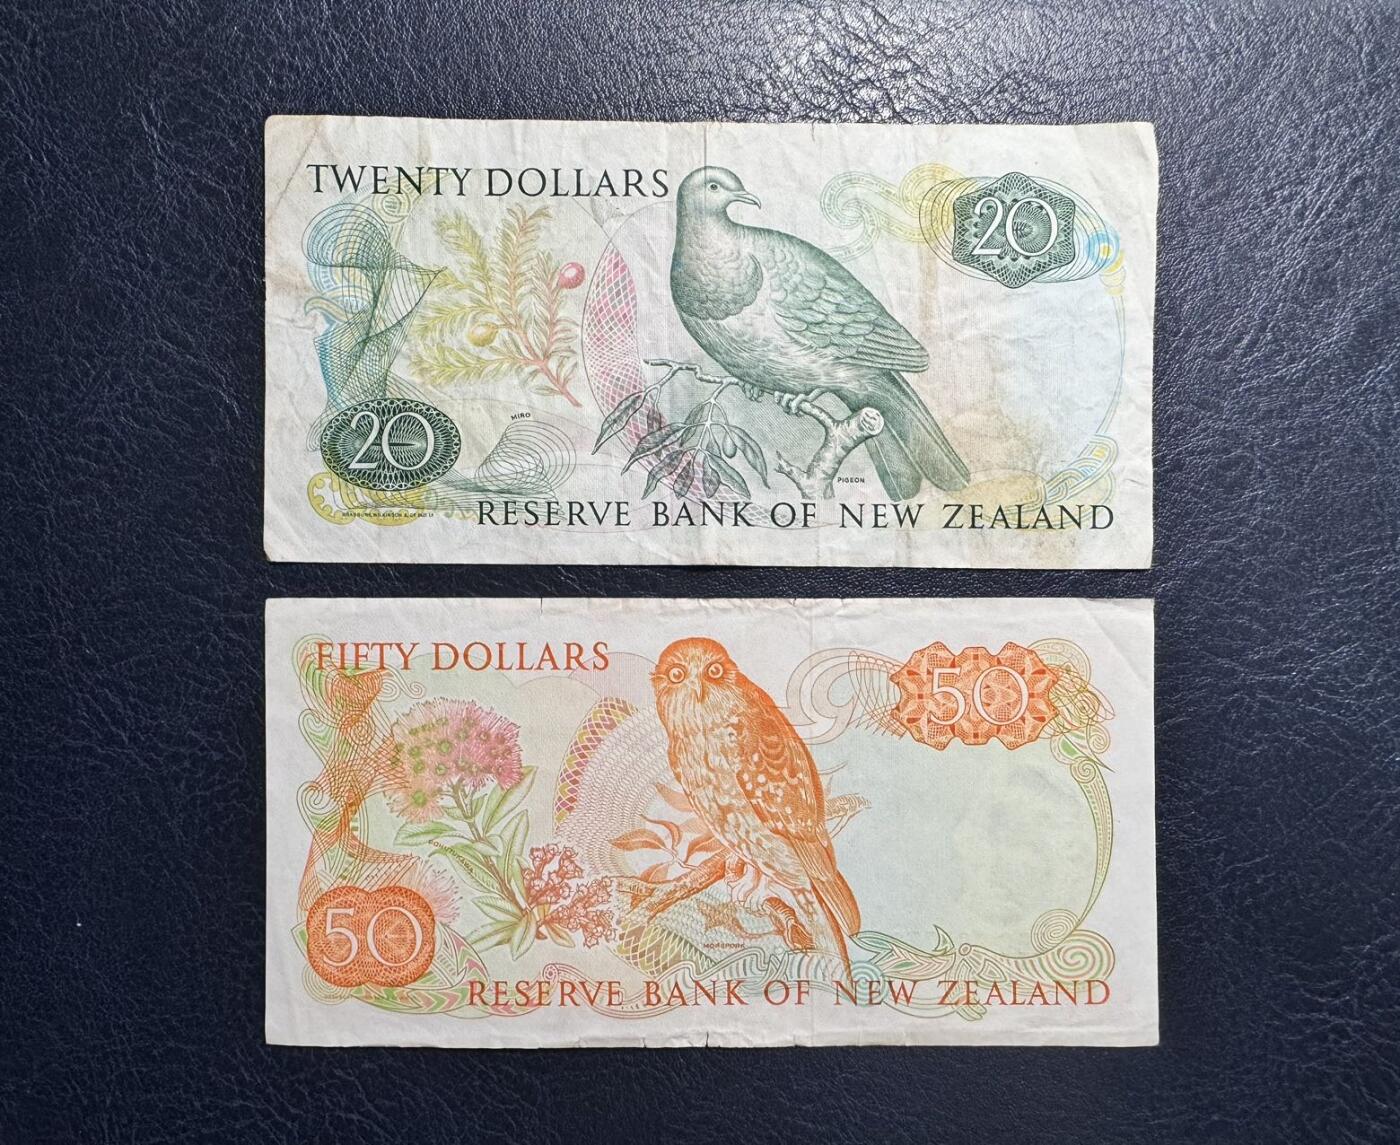 TWENTY DOLLARS
20
MIRO
20
PIGEON
RESERVE BANK OF NEW ZEALAND
FIFTY DOLLARS
50
POHUTUKAWA
50
MOREPORK
RESERVE BANK OF NEW ZEALAND